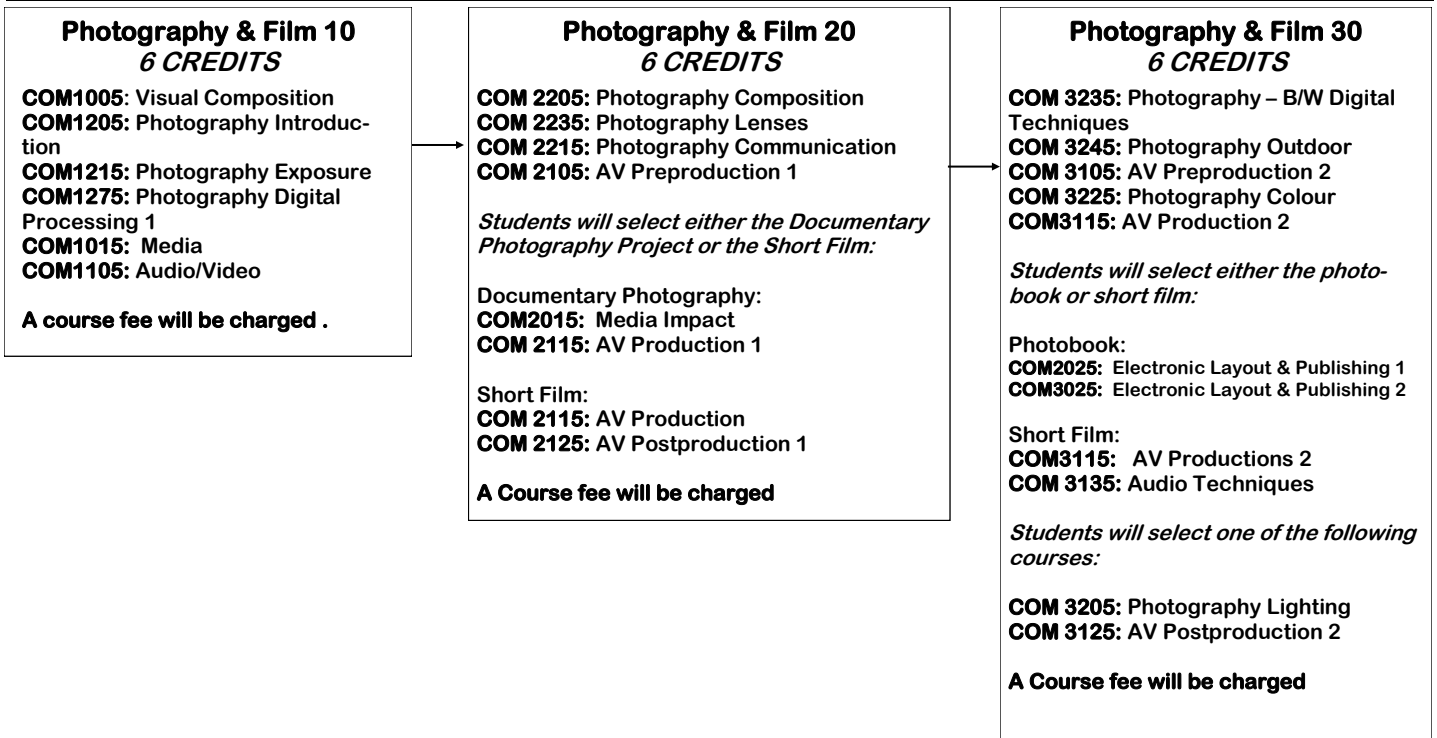 Photography & Film 10
6 CREDITS
COM1005: Visual Composition
COM1205: Photography Introduc-
tion
COM1215: Photography Exposure
COM1275: Photography Digital
Processing 1
COM1015:  Media
COM1105: Audio/Video
A course fee will be charged .
Photography & Film 20
6 CREDITS
COM 2205: Photography Composition
COM 2235: Photography Lenses
COM 2215: Photography Communication
COM 2105: AV Preproduction 1
Students will select either the Documentary
Photography Project or the Short Film:
Documentary Photography:
COM2015:  Media Impact
COM 2115: AV Production 1
Short Film:
COM 2115: AV Production
COM 2125: AV Postproduction 1
A Course fee will be charged
Photography & Film 30
6 CREDITS
COM 3235: Photography – B/W Digital
Techniques
COM 3245: Photography Outdoor
COM 3105: AV Preproduction 2
COM 3225: Photography Colour
COM3115: AV Production 2
Students will select either the photo-
book or short film:
Photobook:
COM2025:  Electronic Layout & Publishing 1
COM3025:  Electronic Layout & Publishing 2
Short Film:
COM3115:   AV Productions 2
COM 3135: Audio Techniques
Students will select one of the following
courses:
COM 3205: Photography Lighting
COM 3125: AV Postproduction 2
A Course fee will be charged